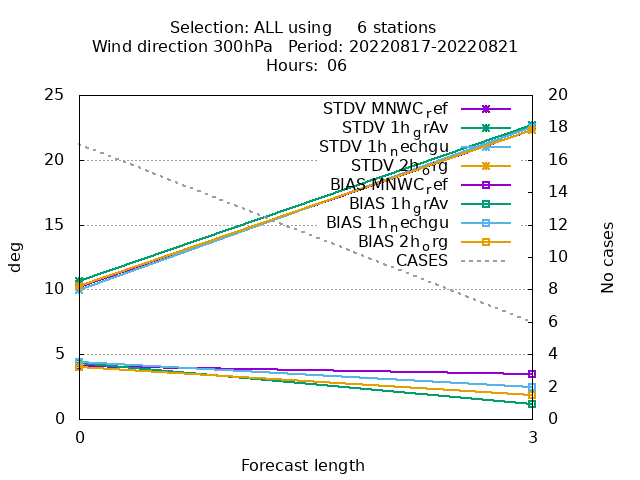 Selection: ALL using     6 stations
Wind direction 300hPa   Period: 20220817-20220821
Hours: 06
25
20
15
10
5
0
20
18
16
14
12
10
8
6
4
2
0
STDV MNWC_ref
STDV 1h_grAv
STDV 1h_nechgu
STDV 2h_org
BIAS MNWC_ref
BIAS 1h_grAv
BIAS 1h_nechgu
BIAS 2h_org
CASES
deg
No cases
0
3
Forecast length